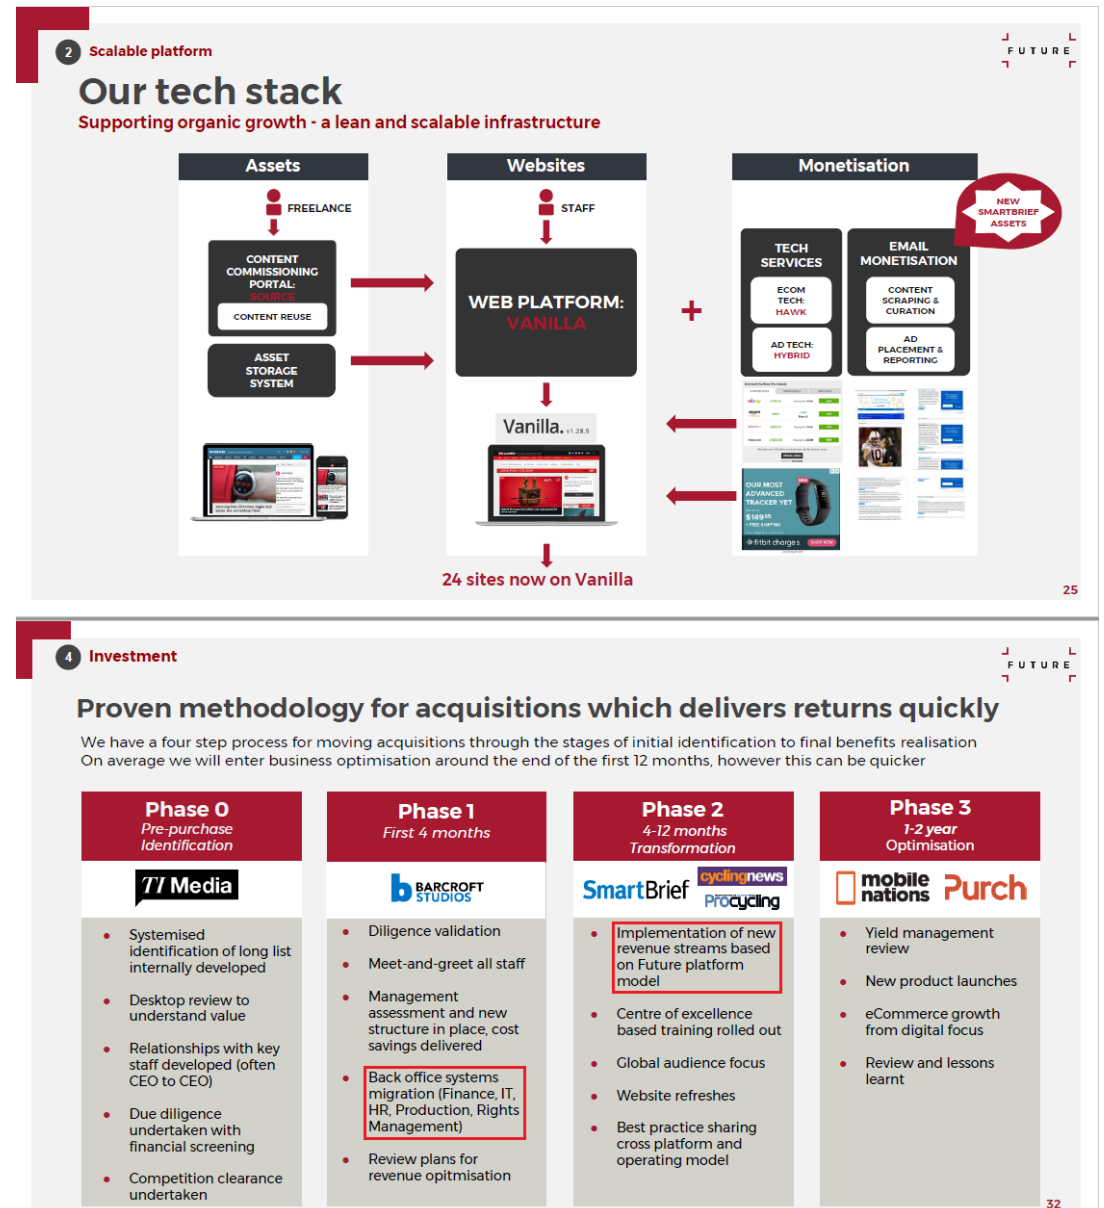 2 Scalable platform
FUTURE
Our tech stack
Supporting organic growth - a lean and scalable infrastructure
Assets
FREELANCE
CONTENT
COMMISSIONING
PORTAL:
SOURCE
CONTENT REUSE
ASSET
STORAGE
SYSTEM
Websites
STAFF
WEB PLATFORM:
VANILLA
Vanilla. v1.28.5
24 sites now on Vanilla
+
Monetisation
NEW
SMARTBRIEF
ASSETS
TECH
SERVICES
ECOM
TECH:
HAWK
AD TECH:
HYBRID
EMAIL
MONETISATION
CONTENT
SCRAPING &
CURATION
AD
PLACEMENT &
REPORTING
OUR MOST
ADVANCED
TRACKER YET
$149⁹⁵
+ FREE SHIPPING
fitbit charge 3
SHOP NOW
25
4 Investment
FUTURE
Proven methodology for acquisitions which delivers returns quickly
We have a four step process for moving acquisitions through the stages of initial identification to final benefits realisation
On average we will enter business optimisation around the end of the first 12 months, however this can be quicker
Phase 0
Pre-purchase
Identification
TI Media
• Systemised
identification of long list
internally developed
• Desktop review to
understand value
• Relationships with key
staff developed (often
CEO to CEO)
• Due diligence
undertaken with
financial screening
• Competition clearance
undertaken
Phase 1
First 4 months
BARCROFT
STUDIOS
• Diligence validation
• Meet-and-greet all staff
• Management
assessment and new
structure in place, cost
savings delivered
• Back office systems
migration (Finance, IT,
HR, Production, Rights
Management)
• Review plans for
revenue opitmisation
Phase 2
4-12 months
Transformation
SmartBrief
cyclingnews
Procycling
• Implementation of new
revenue streams based
on Future platform
model
• Centre of excellence
based training rolled out
• Global audience focus
• Website refreshes
• Best practice sharing
cross platform and
operating model
Phase 3
1-2 year
Optimisation
mobile
nations
Purch
• Yield management
review
• New product launches
• eCommerce growth
from digital focus
• Review and lessons
learnt
32